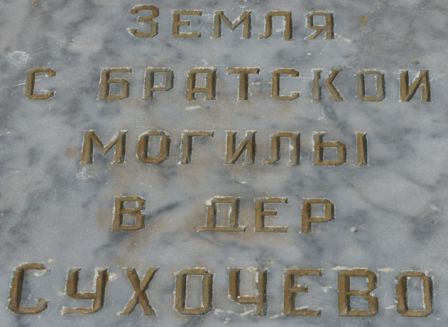 ЗЕМЛЯ
С БРАТСКОЙ
МОГИЛЫ
В ДЕР
СУХОЧЕВО